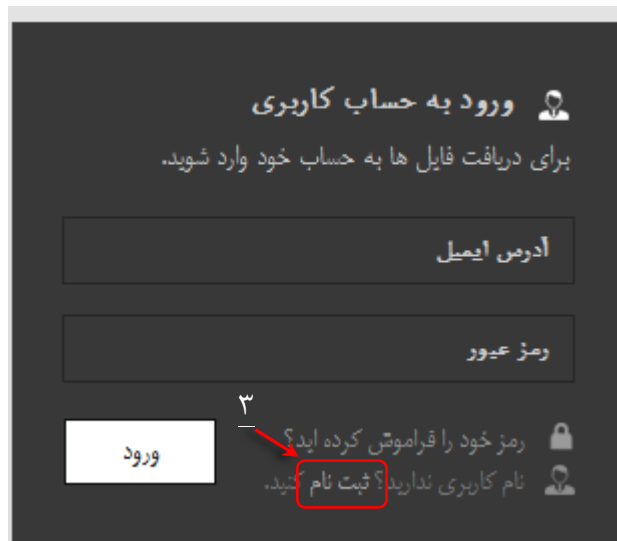 ورود به حساب کاربری
برای دریافت فایل ها به حساب خود وارد شوید.
آدرس ایمیل
رمز عبور
رمز خود را فراموش کرده اید؟
نام کاربری ندارید؟ ثبت نام کنید.
ورود
۳